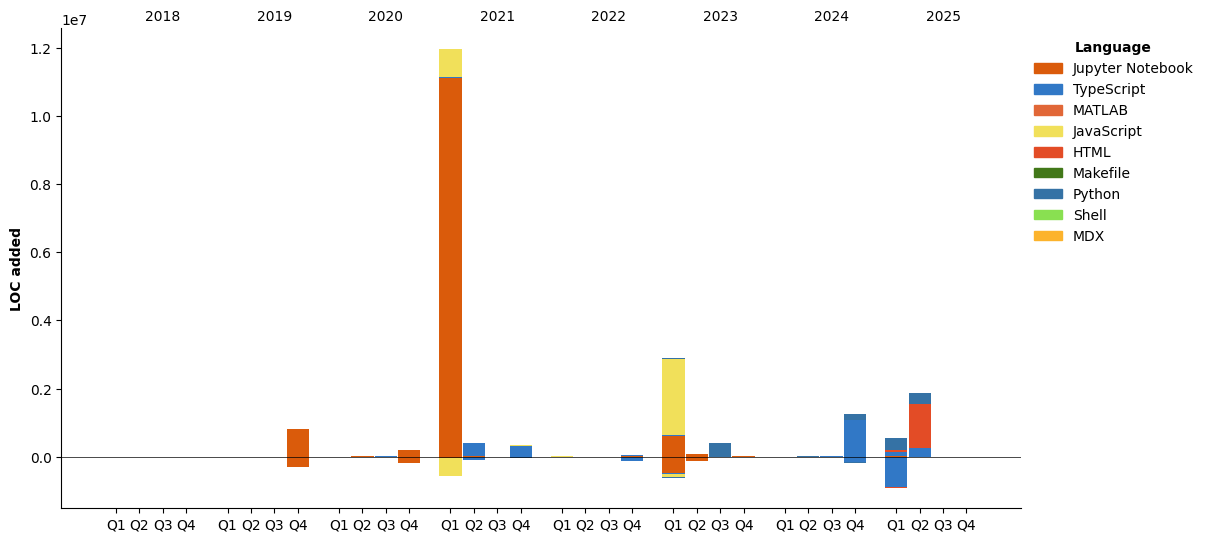 1e7
2018 2019 2020 2021 2022 2023 2024 2025
Language
Jupyter Notebook
TypeScript
MATLAB
JavaScript
HTML
Makefile
Python
Shell
MDX
LOC added
1.2
1.0
0.8
0.6
0.4
0.2
0.0
Q1 Q2 Q3 Q4 Q1 Q2 Q3 Q4 Q1 Q2 Q3 Q4 Q1 Q2 Q3 Q4 Q1 Q2 Q3 Q4 Q1 Q2 Q3 Q4 Q1 Q2 Q3 Q4 Q1 Q2 Q3 Q4